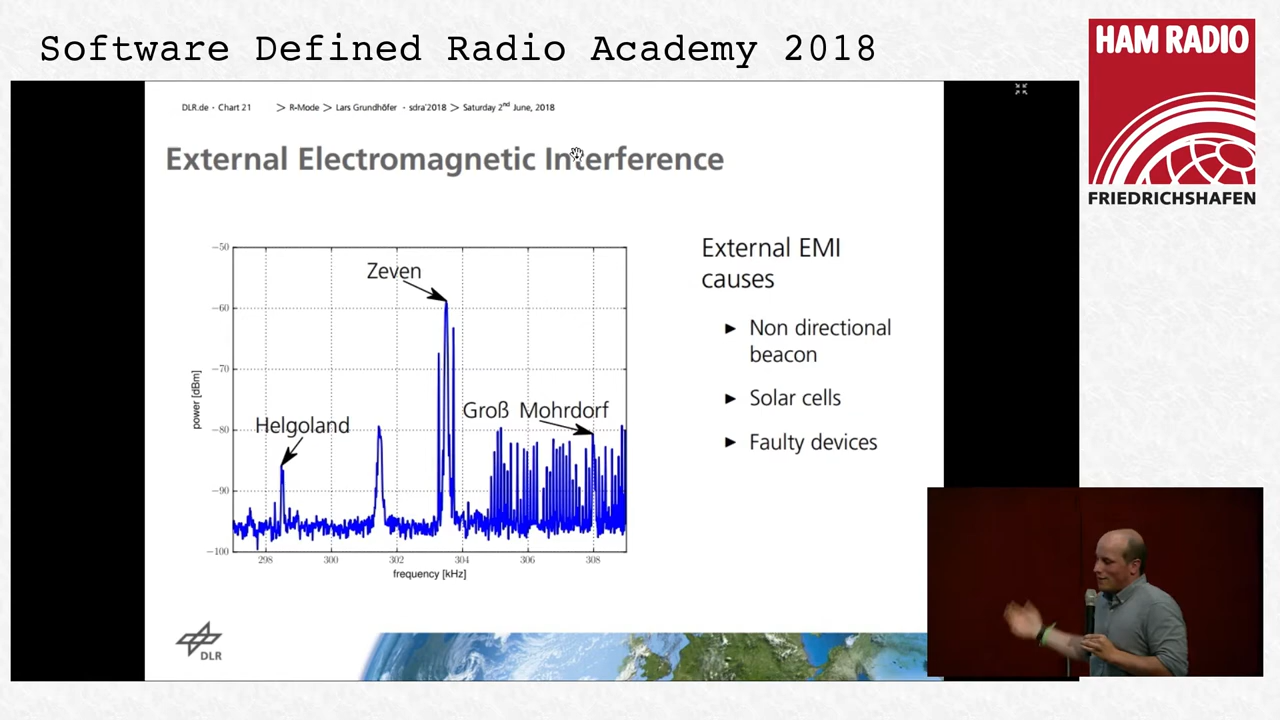 Software Defined Radio Academy 2018
HAM RADIO
FRIEDRICHSHAFEN
DLR.de • Chart 21 > R-Mode > Lars Grundhöfer • sdra'2018 > Saturday 2nd June, 2018
External Electromagnetic Interference
External EMI
causes
► Non directional
beacon
► Solar cells
► Faulty devices
Zeven
Groß Mohrdorf
Helgoland
power [dBm]
−50
−60
−70
−80
−90
−100
298 300 302 304 306 308
frequency [kHz]
DLR